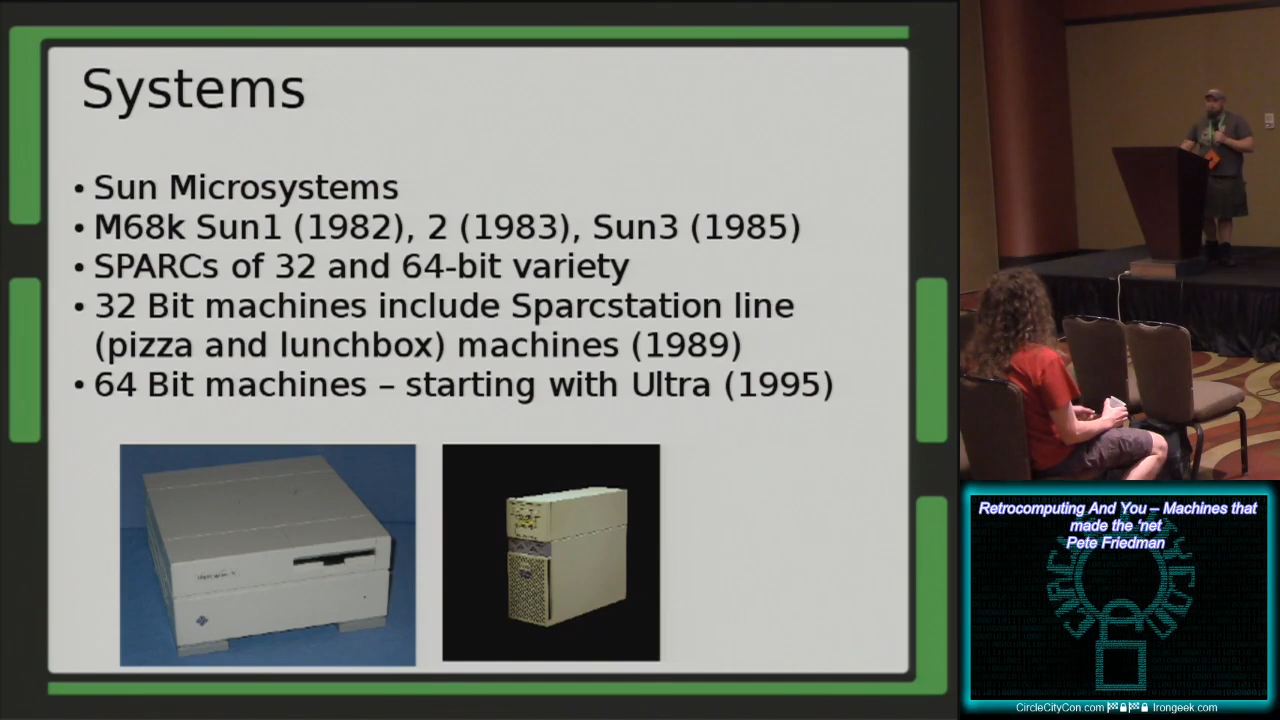 Systems
• Sun Microsystems
• M68k Sun1 (1982), 2 (1983), Sun3 (1985)
• SPARCs of 32 and 64-bit variety
• 32 Bit machines include Sparcstation line
(pizza and lunchbox) machines (1989)
• 64 Bit machines – starting with Ultra (1995)
Retrocomputing And You – Machines that
made the 'net
Pete Friedman
CircleCityCon.com Irongeek.com